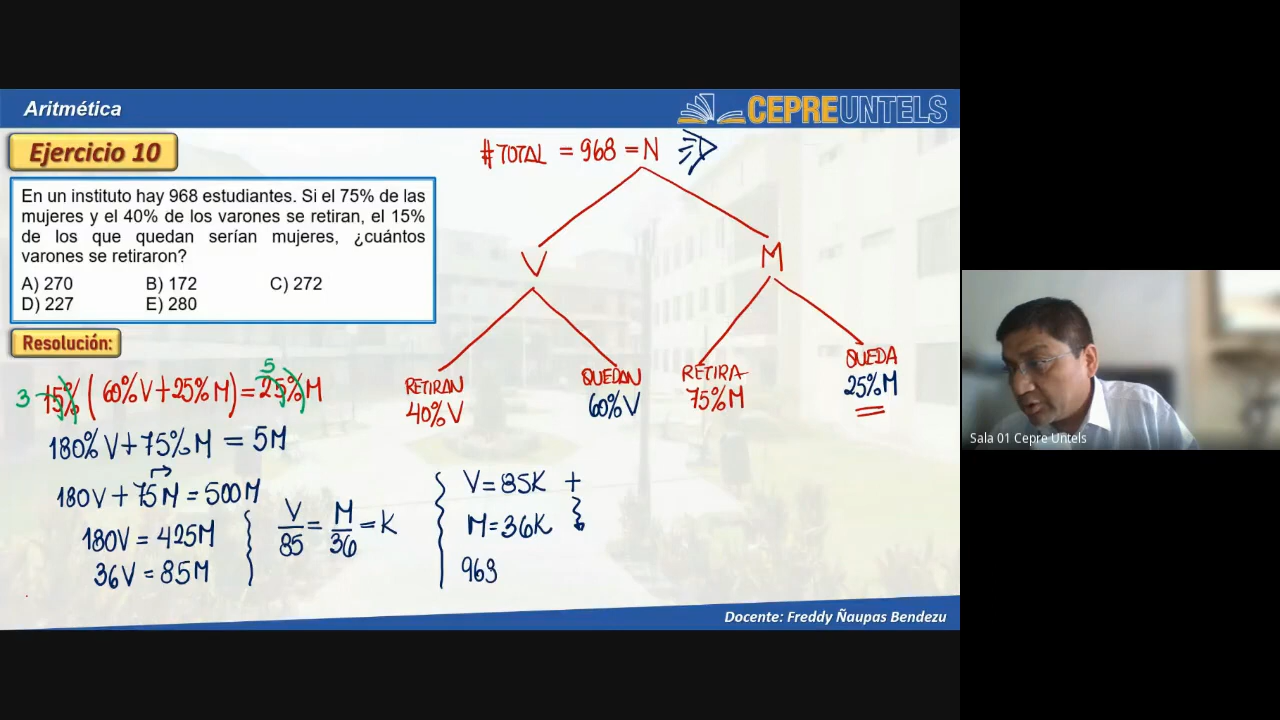 Aritmética
CEPREUNTELS
Ejercicio 10
En un instituto hay 968 estudiantes. Si el 75% de las
mujeres y el 40% de los varones se retiran, el 15%
de los que quedan serían mujeres, ¿cuántos
varones se retiraron?
A) 270 B) 172 C) 272
D) 227 E) 280
# TOTAL = 968 = N
V M
RETIRAN QUEDAN RETIRA QUEDA
40%V 60%V 75%M 25%M
Resolución:
5
3 15% (60%V + 25%M) = 25%M
180%V + 75%M = 5M
180V + 75M = 500M
180V = 425M
36V = 85M
V/85 = M/36 = K
V = 85K +
M = 36K
968
Sala 01 Cepre Untels
Docente: Freddy Ñaupas Bendezu